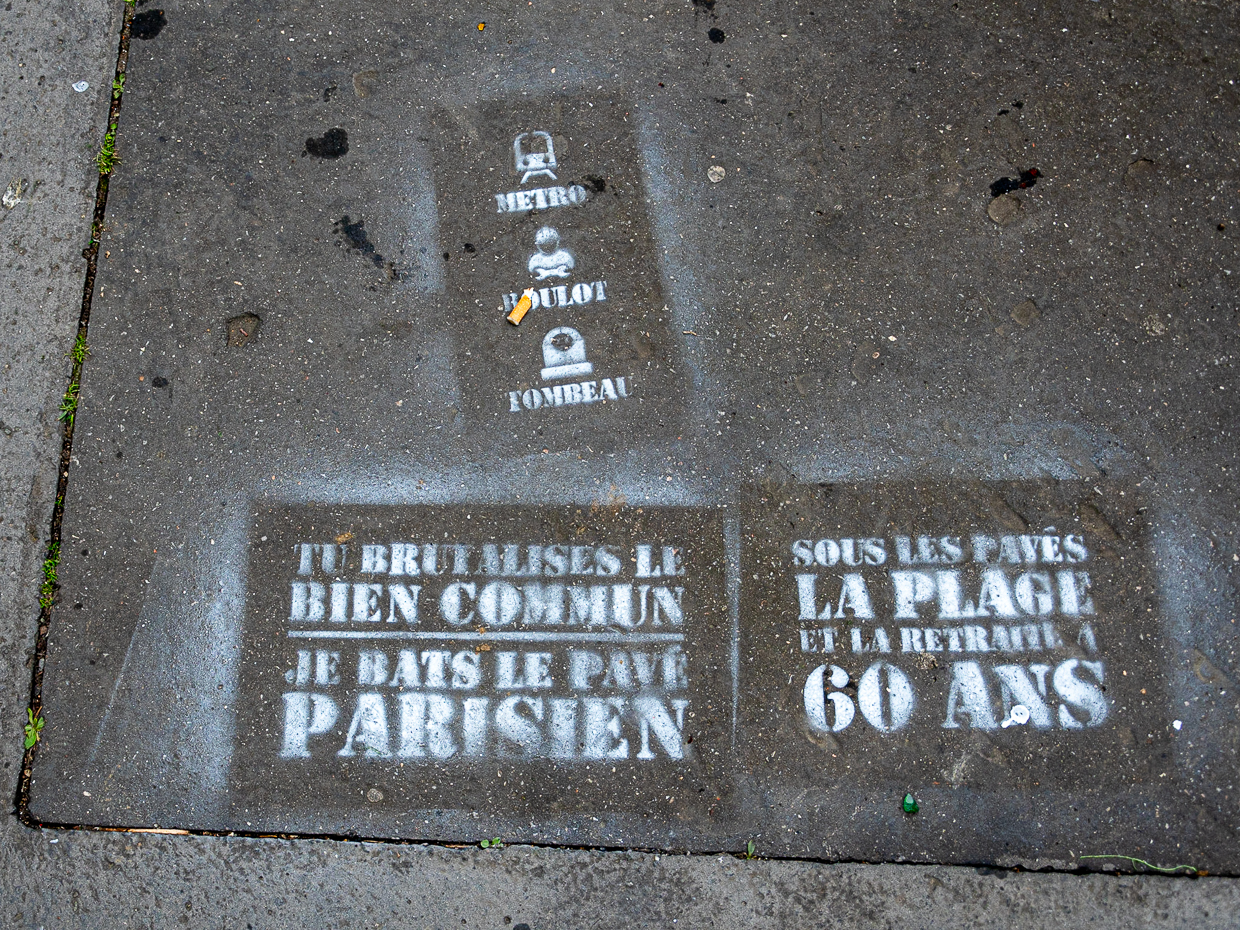 METRO
BOULOT
TOMBEAU
TU BRUTALISES LE
BIEN COMMUN
JE BATS LE PAVÉ
PARISIEN
SOUS LES PAVÉS
LA PLAGE
ET LA RETRAITE À
60 ANS